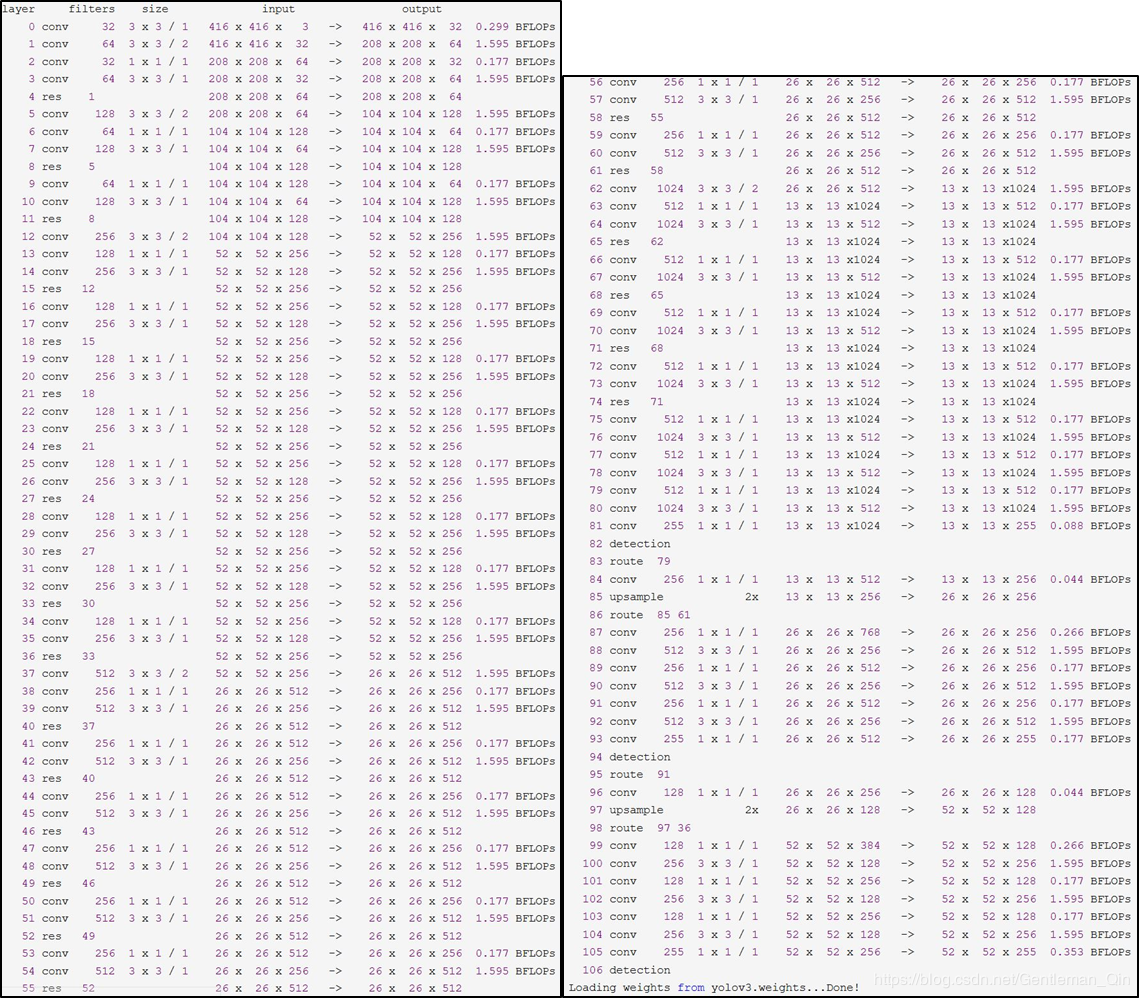 layer filters size input output
0 conv 32 3 x 3 / 1 416 x 416 x 3 -> 416 x 416 x 32 0.299 BFLOPs
1 conv 64 3 x 3 / 2 416 x 416 x 32 -> 208 x 208 x 64 1.595 BFLOPs
2 conv 32 1 x 1 / 1 208 x 208 x 64 -> 208 x 208 x 32 0.177 BFLOPs
3 conv 64 3 x 3 / 1 208 x 208 x 32 -> 208 x 208 x 64 1.595 BFLOPs
4 res 1 208 x 208 x 64 -> 208 x 208 x 64
5 conv 128 3 x 3 / 2 208 x 208 x 64 -> 104 x 104 x 128 1.595 BFLOPs
6 conv 64 1 x 1 / 1 104 x 104 x 128 -> 104 x 104 x 64 0.177 BFLOPs
7 conv 128 3 x 3 / 1 104 x 104 x 64 -> 104 x 104 x 128 1.595 BFLOPs
8 res 5 104 x 104 x 128 -> 104 x 104 x 128
9 conv 64 1 x 1 / 1 104 x 104 x 128 -> 104 x 104 x 64 0.177 BFLOPs
10 conv 128 3 x 3 / 1 104 x 104 x 64 -> 104 x 104 x 128 1.595 BFLOPs
11 res 8 104 x 104 x 128 -> 104 x 104 x 128
12 conv 256 3 x 3 / 2 104 x 104 x 128 -> 52 x 52 x 256 1.595 BFLOPs
13 conv 128 1 x 1 / 1 52 x 52 x 256 -> 52 x 52 x 128 0.177 BFLOPs
14 conv 256 3 x 3 / 1 52 x 52 x 128 -> 52 x 52 x 256 1.595 BFLOPs
15 res 12 52 x 52 x 256 -> 52 x 52 x 256
16 conv 128 1 x 1 / 1 52 x 52 x 256 -> 52 x 52 x 128 0.177 BFLOPs
17 conv 256 3 x 3 / 1 52 x 52 x 128 -> 52 x 52 x 256 1.595 BFLOPs
18 res 15 52 x 52 x 256 -> 52 x 52 x 256
19 conv 128 1 x 1 / 1 52 x 52 x 256 -> 52 x 52 x 128 0.177 BFLOPs
20 conv 256 3 x 3 / 1 52 x 52 x 128 -> 52 x 52 x 256 1.595 BFLOPs
21 res 18 52 x 52 x 256 -> 52 x 52 x 256
22 conv 128 1 x 1 / 1 52 x 52 x 256 -> 52 x 52 x 128 0.177 BFLOPs
23 conv 256 3 x 3 / 1 52 x 52 x 128 -> 52 x 52 x 256 1.595 BFLOPs
24 res 21 52 x 52 x 256 -> 52 x 52 x 256
25 conv 128 1 x 1 / 1 52 x 52 x 256 -> 52 x 52 x 128 0.177 BFLOPs
26 conv 256 3 x 3 / 1 52 x 52 x 128 -> 52 x 52 x 256 1.595 BFLOPs
27 res 24 52 x 52 x 256 -> 52 x 52 x 256
28 conv 128 1 x 1 / 1 52 x 52 x 256 -> 52 x 52 x 128 0.177 BFLOPs
29 conv 256 3 x 3 / 1 52 x 52 x 128 -> 52 x 52 x 256 1.595 BFLOPs
30 res 27 52 x 52 x 256 -> 52 x 52 x 256
31 conv 128 1 x 1 / 1 52 x 52 x 256 -> 52 x 52 x 128 0.177 BFLOPs
32 conv 256 3 x 3 / 1 52 x 52 x 128 -> 52 x 52 x 256 1.595 BFLOPs
33 res 30 52 x 52 x 256 -> 52 x 52 x 256
34 conv 128 1 x 1 / 1 52 x 52 x 256 -> 52 x 52 x 128 0.177 BFLOPs
35 conv 256 3 x 3 / 1 52 x 52 x 128 -> 52 x 52 x 256 1.595 BFLOPs
36 res 33 52 x 52 x 256 -> 52 x 52 x 256
37 conv 512 3 x 3 / 2 52 x 52 x 256 -> 26 x 26 x 512 1.595 BFLOPs
38 conv 256 1 x 1 / 1 26 x 26 x 512 -> 26 x 26 x 256 0.177 BFLOPs
39 conv 512 3 x 3 / 1 26 x 26 x 256 -> 26 x 26 x 512 1.595 BFLOPs
40 res 37 26 x 26 x 512 -> 26 x 26 x 512
41 conv 256 1 x 1 / 1 26 x 26 x 512 -> 26 x 26 x 256 0.177 BFLOPs
42 conv 512 3 x 3 / 1 26 x 26 x 256 -> 26 x 26 x 512 1.595 BFLOPs
43 res 40 26 x 26 x 512 -> 26 x 26 x 512
44 conv 256 1 x 1 / 1 26 x 26 x 512 -> 26 x 26 x 256 0.177 BFLOPs
45 conv 512 3 x 3 / 1 26 x 26 x 256 -> 26 x 26 x 512 1.595 BFLOPs
46 res 43 26 x 26 x 512 -> 26 x 26 x 512
47 conv 256 1 x 1 / 1 26 x 26 x 512 -> 26 x 26 x 256 0.177 BFLOPs
48 conv 512 3 x 3 / 1 26 x 26 x 256 -> 26 x 26 x 512 1.595 BFLOPs
49 res 46 26 x 26 x 512 -> 26 x 26 x 512
50 conv 256 1 x 1 / 1 26 x 26 x 512 -> 26 x 26 x 256 0.177 BFLOPs
51 conv 512 3 x 3 / 1 26 x 26 x 256 -> 26 x 26 x 512 1.595 BFLOPs
52 res 49 26 x 26 x 512 -> 26 x 26 x 512
53 conv 256 1 x 1 / 1 26 x 26 x 512 -> 26 x 26 x 256 0.177 BFLOPs
54 conv 512 3 x 3 / 1 26 x 26 x 256 -> 26 x 26 x 512 1.595 BFLOPs
55 res 52 26 x 26 x 512 -> 26 x 26 x 512
56 conv 256 1 x 1 / 1 26 x 26 x 512 -> 26 x 26 x 256 0.177 BFLOPs
57 conv 512 3 x 3 / 1 26 x 26 x 256 -> 26 x 26 x 512 1.595 BFLOPs
58 res 55 26 x 26 x 512 -> 26 x 26 x 512
59 conv 256 1 x 1 / 1 26 x 26 x 512 -> 26 x 26 x 256 0.177 BFLOPs
60 conv 512 3 x 3 / 1 26 x 26 x 256 -> 26 x 26 x 512 1.595 BFLOPs
61 res 58 26 x 26 x 512 -> 26 x 26 x 512
62 conv 1024 3 x 3 / 2 26 x 26 x 512 -> 13 x 13 x1024 1.595 BFLOPs
63 conv 512 1 x 1 / 1 13 x 13 x1024 -> 13 x 13 x 512 0.177 BFLOPs
64 conv 1024 3 x 3 / 1 13 x 13 x 512 -> 13 x 13 x1024 1.595 BFLOPs
65 res 62 13 x 13 x1024 -> 13 x 13 x1024
66 conv 512 1 x 1 / 1 13 x 13 x1024 -> 13 x 13 x 512 0.177 BFLOPs
67 conv 1024 3 x 3 / 1 13 x 13 x 512 -> 13 x 13 x1024 1.595 BFLOPs
68 res 65 13 x 13 x1024 -> 13 x 13 x1024
69 conv 512 1 x 1 / 1 13 x 13 x1024 -> 13 x 13 x 512 0.177 BFLOPs
70 conv 1024 3 x 3 / 1 13 x 13 x 512 -> 13 x 13 x1024 1.595 BFLOPs
71 res 68 13 x 13 x1024 -> 13 x 13 x1024
72 conv 512 1 x 1 / 1 13 x 13 x1024 -> 13 x 13 x 512 0.177 BFLOPs
73 conv 1024 3 x 3 / 1 13 x 13 x 512 -> 13 x 13 x1024 1.595 BFLOPs
74 res 71 13 x 13 x1024 -> 13 x 13 x1024
75 conv 512 1 x 1 / 1 13 x 13 x1024 -> 13 x 13 x 512 0.177 BFLOPs
76 conv 1024 3 x 3 / 1 13 x 13 x 512 -> 13 x 13 x1024 1.595 BFLOPs
77 conv 512 1 x 1 / 1 13 x 13 x1024 -> 13 x 13 x 512 0.177 BFLOPs
78 conv 1024 3 x 3 / 1 13 x 13 x 512 -> 13 x 13 x1024 1.595 BFLOPs
79 conv 512 1 x 1 / 1 13 x 13 x1024 -> 13 x 13 x 512 0.177 BFLOPs
80 conv 1024 3 x 3 / 1 13 x 13 x 512 -> 13 x 13 x1024 1.595 BFLOPs
81 conv 255 1 x 1 / 1 13 x 13 x1024 -> 13 x 13 x 255 0.088 BFLOPs
82 detection
83 route 79
84 conv 256 1 x 1 / 1 13 x 13 x 512 -> 13 x 13 x 256 0.044 BFLOPs
85 upsample 2x 13 x 13 x 256 -> 26 x 26 x 256
86 route 85 61
87 conv 256 1 x 1 / 1 26 x 26 x 768 -> 26 x 26 x 256 0.266 BFLOPs
88 conv 512 3 x 3 / 1 26 x 26 x 256 -> 26 x 26 x 512 1.595 BFLOPs
89 conv 256 1 x 1 / 1 26 x 26 x 512 -> 26 x 26 x 256 0.177 BFLOPs
90 conv 512 3 x 3 / 1 26 x 26 x 256 -> 26 x 26 x 512 1.595 BFLOPs
91 conv 256 1 x 1 / 1 26 x 26 x 512 -> 26 x 26 x 256 0.177 BFLOPs
92 conv 512 3 x 3 / 1 26 x 26 x 256 -> 26 x 26 x 512 1.595 BFLOPs
93 conv 255 1 x 1 / 1 26 x 26 x 512 -> 26 x 26 x 255 0.177 BFLOPs
94 detection
95 route 91
96 conv 128 1 x 1 / 1 26 x 26 x 256 -> 26 x 26 x 128 0.044 BFLOPs
97 upsample 2x 26 x 26 x 128 -> 52 x 52 x 128
98 route 97 36
99 conv 128 1 x 1 / 1 52 x 52 x 384 -> 52 x 52 x 128 0.266 BFLOPs
100 conv 256 3 x 3 / 1 52 x 52 x 128 -> 52 x 52 x 256 1.595 BFLOPs
101 conv 128 1 x 1 / 1 52 x 52 x 256 -> 52 x 52 x 128 0.177 BFLOPs
102 conv 256 3 x 3 / 1 52 x 52 x 128 -> 52 x 52 x 256 1.595 BFLOPs
103 conv 128 1 x 1 / 1 52 x 52 x 256 -> 52 x 52 x 128 0.177 BFLOPs
104 conv 256 3 x 3 / 1 52 x 52 x 128 -> 52 x 52 x 256 1.595 BFLOPs
105 conv 255 1 x 1 / 1 52 x 52 x 256 -> 52 x 52 x 255 0.353 BFLOPs
106 detection
https://blog.csdn.net/Gentleman_Qin
Loading weights from yolov3.weights...Done!